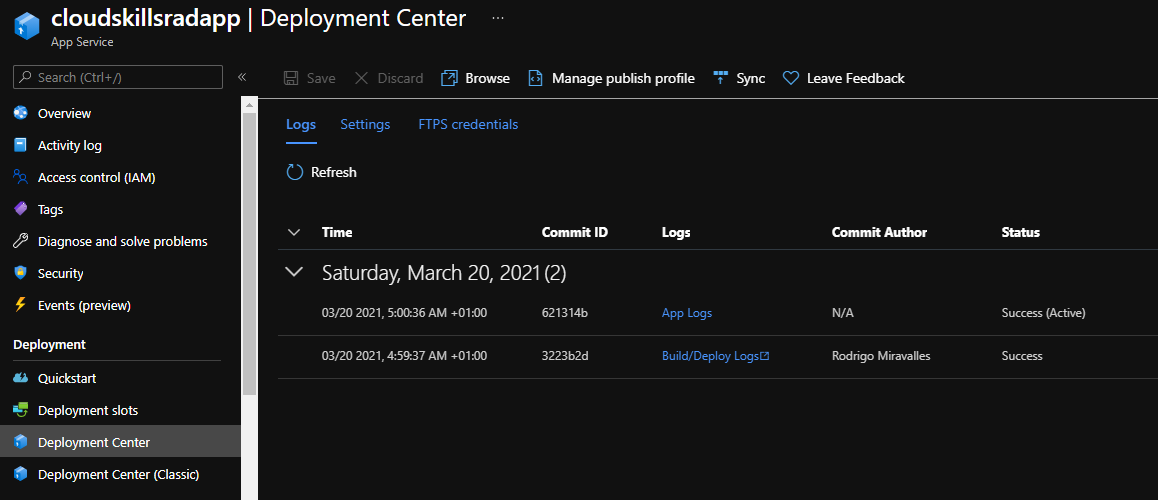 cloudskillsradapp | Deployment Center ...
App Service
Search (Ctrl+/) «
Save Discard Browse Manage publish profile Sync Leave Feedback
Overview
Activity log
Access control (IAM)
Tags
Diagnose and solve problems
Security
Events (preview)
Deployment
Quickstart
Deployment slots
Deployment Center
Deployment Center (Classic)
Logs Settings FTPS credentials
Refresh
Time Commit ID Logs Commit Author Status
Saturday, March 20, 2021 (2)
03/20 2021, 5:00:36 AM +01:00 621314b App Logs N/A Success (Active)
03/20 2021, 4:59:37 AM +01:00 3223b2d Build/Deploy Logs Rodrigo Miravalles Success